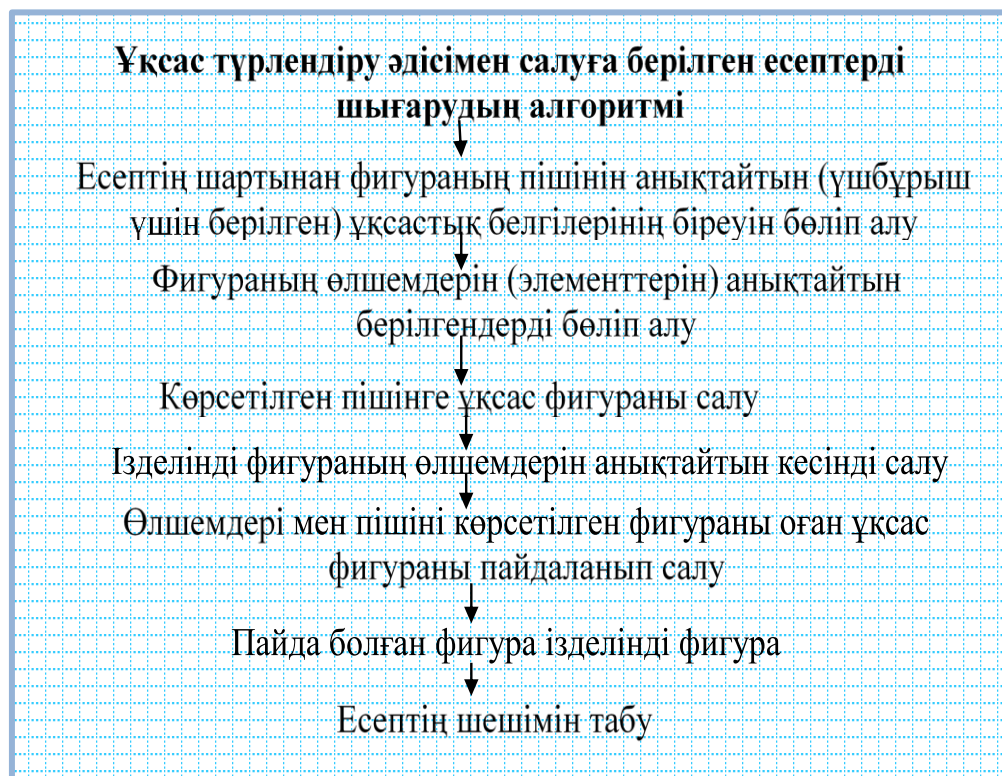 Ұқсас түрлендіру әдісімен салуға берілген есептерді
шығарудың алгоритмі
Есептің шартынан фигураның пішінін анықтайтын (үшбұрыш
үшін берілген) ұқсастық белгілерінің біреуін бөліп алу
Фигураның өлшемдерін (элементтерін) анықтайтын
берілгендерді бөліп алу
Көрсетілген пішінге ұқсас фигураны салу
Ізделінді фигураның өлшемдерін анықтайтын кесінді салу
Өлшемдері мен пішіні көрсетілген фигураны оған ұқсас
фигураны пайдаланып салу
Пайда болған фигура ізделінді фигура
Есептің шешімін табу